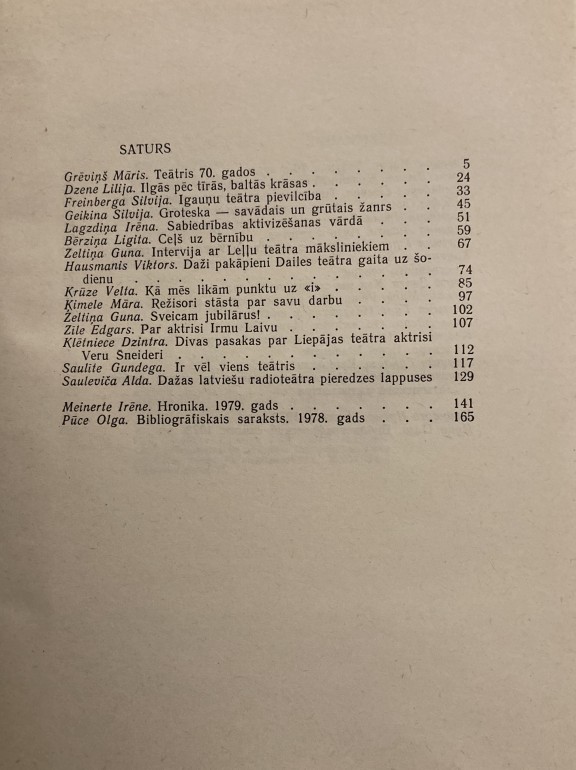 SATURS
Grēviņš Māris. Teātris 70. gados . . . . . . . 5
Dzene Lilija. Ilgās pēc tīrās, baltās krāsas . . . . . . 24
Freinberga Silvija. Igauņu teātra pievilcība . . . . . 33
Geikina Silvija. Groteska — savādais un grūtais žanrs . . 45
Lagzdiņa Irēna. Sabiedrības aktivizēšanas vārdā . . . 51
Bērziņa Ligita. Ceļš uz bērnību . . . . . . . 59
Zeltiņa Guna. Intervija ar Leļļu teātra māksliniekiem . . 67
Hausmanis Viktors. Daži pakāpieni Dailes teātra gaita uz šo-
dienu . . . . . . . . . . . . . 74
Krūze Velta. Kā mēs likām punktu uz «i» . . . . . 85
Ķimele Māra. Režisori stāsta par savu darbu . . . . 97
Želtiņa Guna. Sveicam jubilārus! . . . . . . . 102
Zīle Edgars. Par aktrisi Irmu Laivu . . . . . . 107
Klētniece Dzintra. Divas pasakas par Liepājas teātra aktrisi
Veru Šneideri . . . . . . . . . . . 112
Saulīte Gundega. Ir vēl viens teātris . . . . . . 117
Sauleviča Alda. Dažas latviešu radioteātra pieredzes lappuses 129
Meinerte Irēne. Hronika. 1979. gads . . . . . . . 141
Pūce Olga. Bibliogrāfiskais saraksts. 1978. gads . . . 165